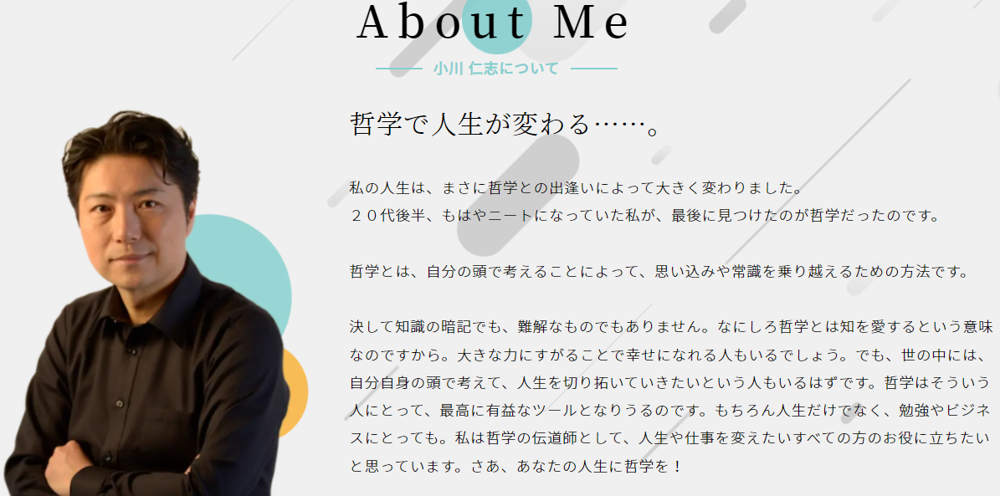 About Me
小川 仁志について
哲学で人生が変わる……。
私の人生は、まさに哲学との出逢いによって大きく変わりました。
２０代後半、もはやニートになっていた私が、最後に見つけたのが哲学だったのです。
哲学とは、自分の頭で考えることによって、思い込みや常識を乗り越えるための方法です。
決して知識の暗記でも、難解なものでもありません。なにしろ哲学とは知を愛するという意味
なのですから。大きな力にすがることで幸せになれる人もいるでしょう。でも、世の中には、
自分自身の頭で考えて、人生を切り拓いていきたいという人もいるはずです。哲学はそういう
人にとって、最高に有益なツールとなりうるのです。もちろん人生だけでなく、勉強やビジネ
スにとっても。私は哲学の伝道師として、人生や仕事を変えたいすべての方のお役に立ちたい
と思っています。さあ、あなたの人生に哲学を！